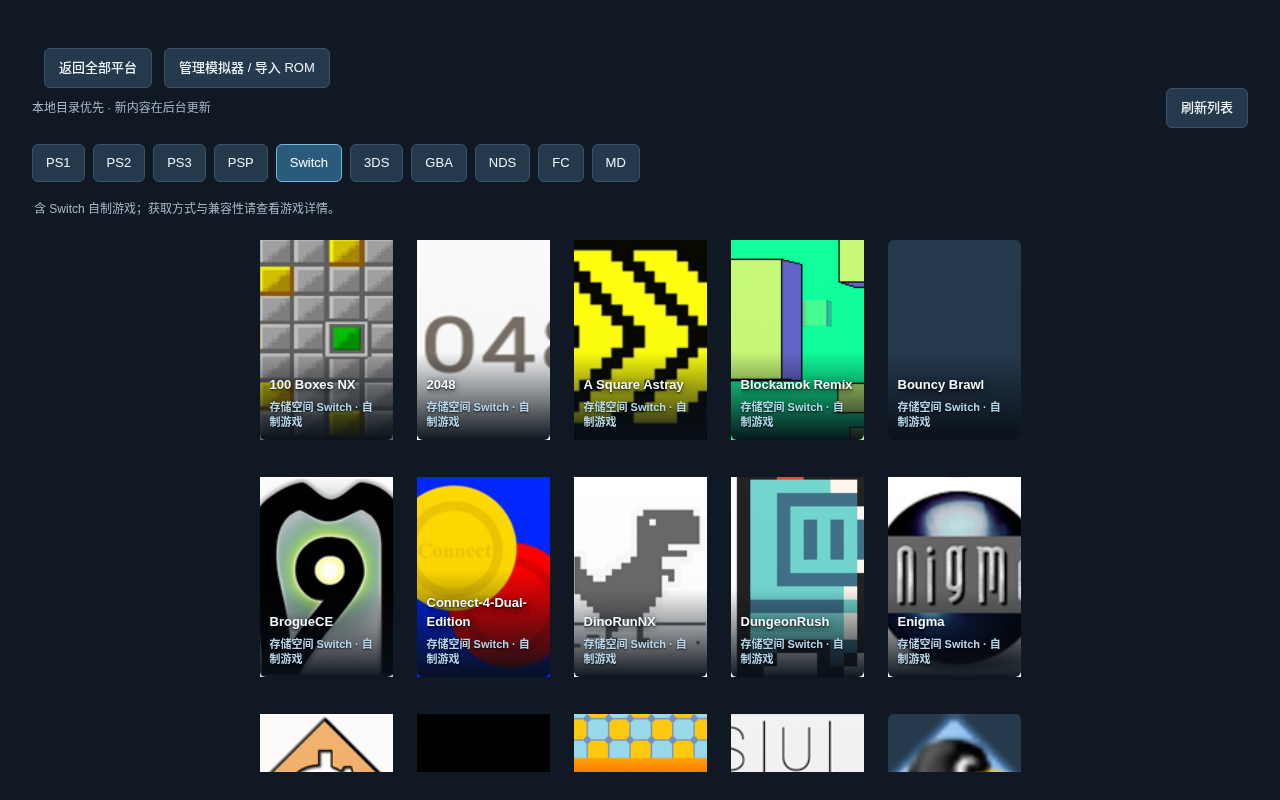 返回全部平台
管理模拟器 / 导入 ROM
本地目录优先 · 新内容在后台更新
刷新列表
PS1
PS2
PS3
PSP
Switch
3DS
GBA
NDS
FC
MD
含 Switch 自制游戏；获取方式与兼容性请查看游戏详情。
100 Boxes NX
存储空间 Switch · 自
制游戏
048
2048
存储空间 Switch · 自
制游戏
A Square Astray
存储空间 Switch · 自
制游戏
Blockamok Remix
存储空间 Switch · 自
制游戏
Bouncy Brawl
存储空间 Switch · 自
制游戏
9
BrogueCE
存储空间 Switch · 自
制游戏
Connect
Connect-4-Dual-
Edition
存储空间 Switch · 自
制游戏
DinoRunNX
存储空间 Switch · 自
制游戏
DungeonRush
存储空间 Switch · 自
制游戏
nigm
Enigma
存储空间 Switch · 自
制游戏
S|U|